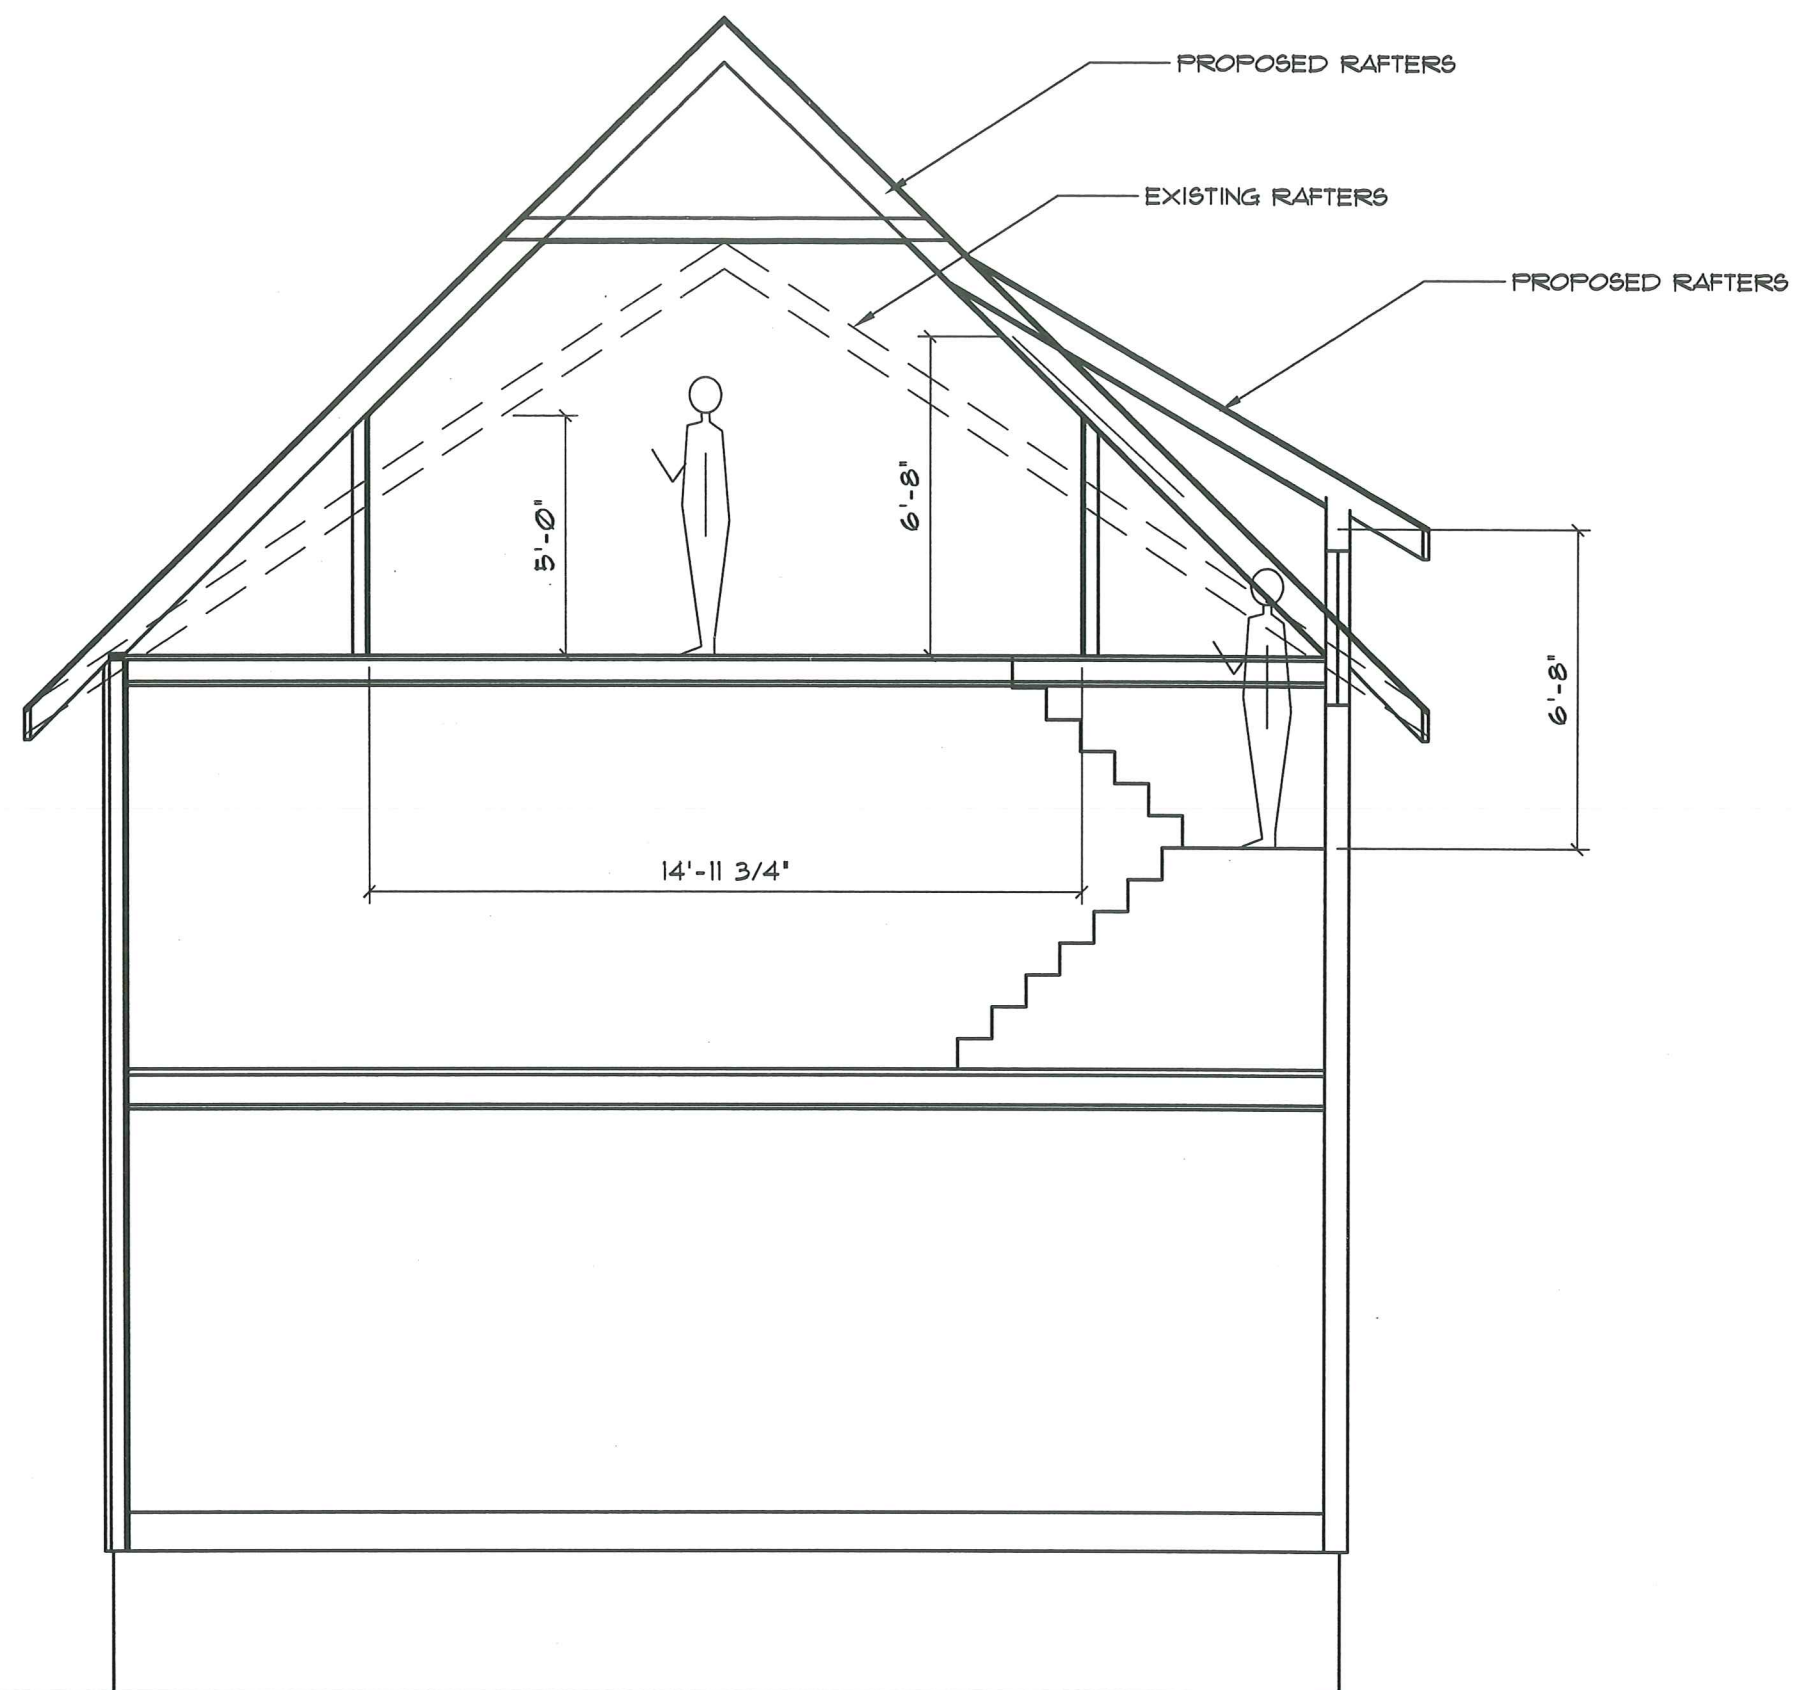 PROPOSED RAFTERS
EXISTING RAFTERS
PROPOSED RAFTERS
5'-0"
6'-8"
6'-8"
14'-11 3/4"